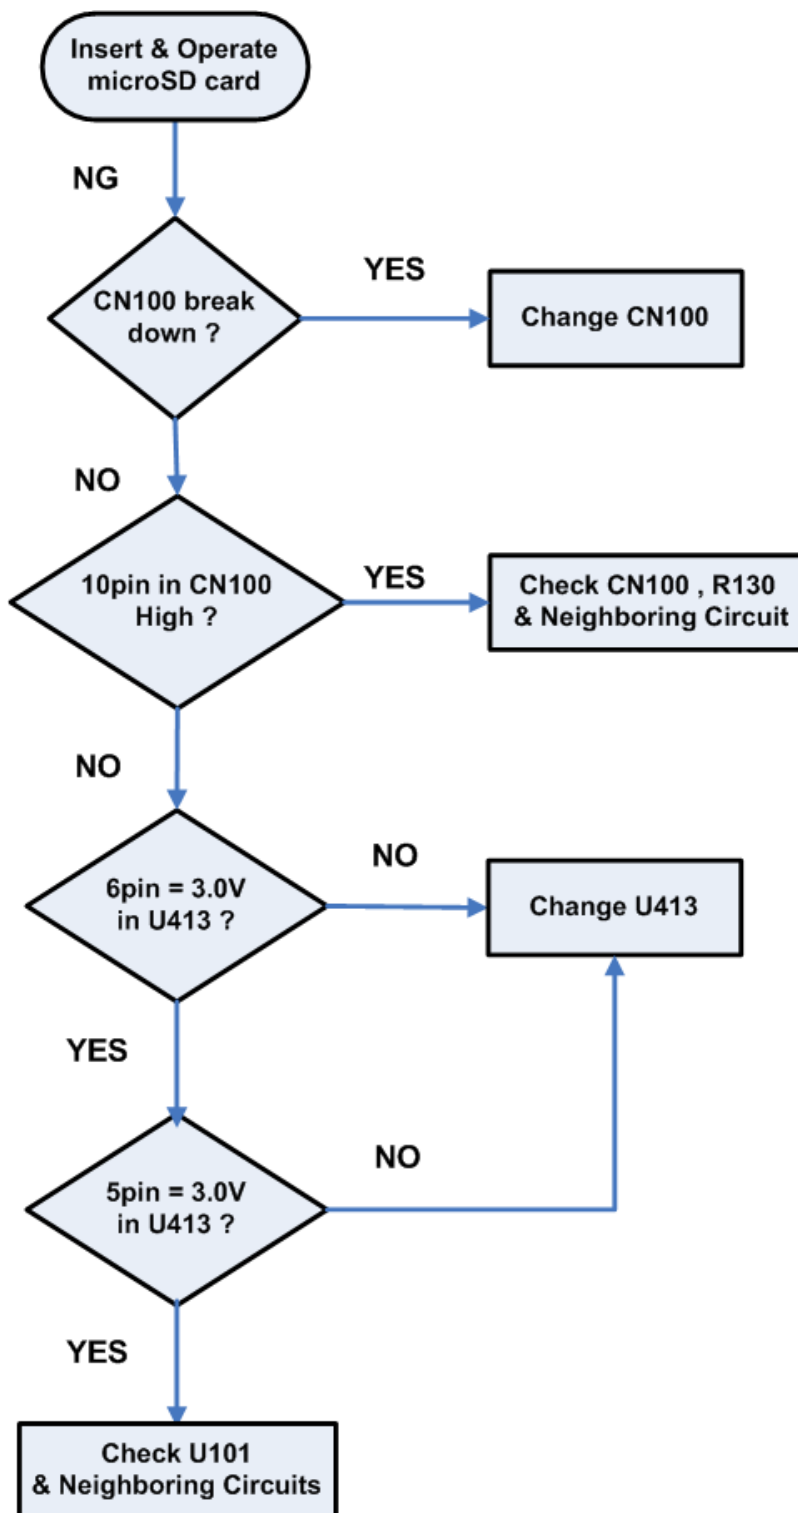 Insert & Operate
microSD card
NG
CN100 break
down ?
YES
Change CN100
NO
10pin in CN100
High ?
YES
Check CN100 , R130
& Neighboring Circuit
NO
6pin = 3.0V
in U413 ?
NO
Change U413
YES
5pin = 3.0V
in U413 ?
NO
YES
Check U101
& Neighboring Circuits